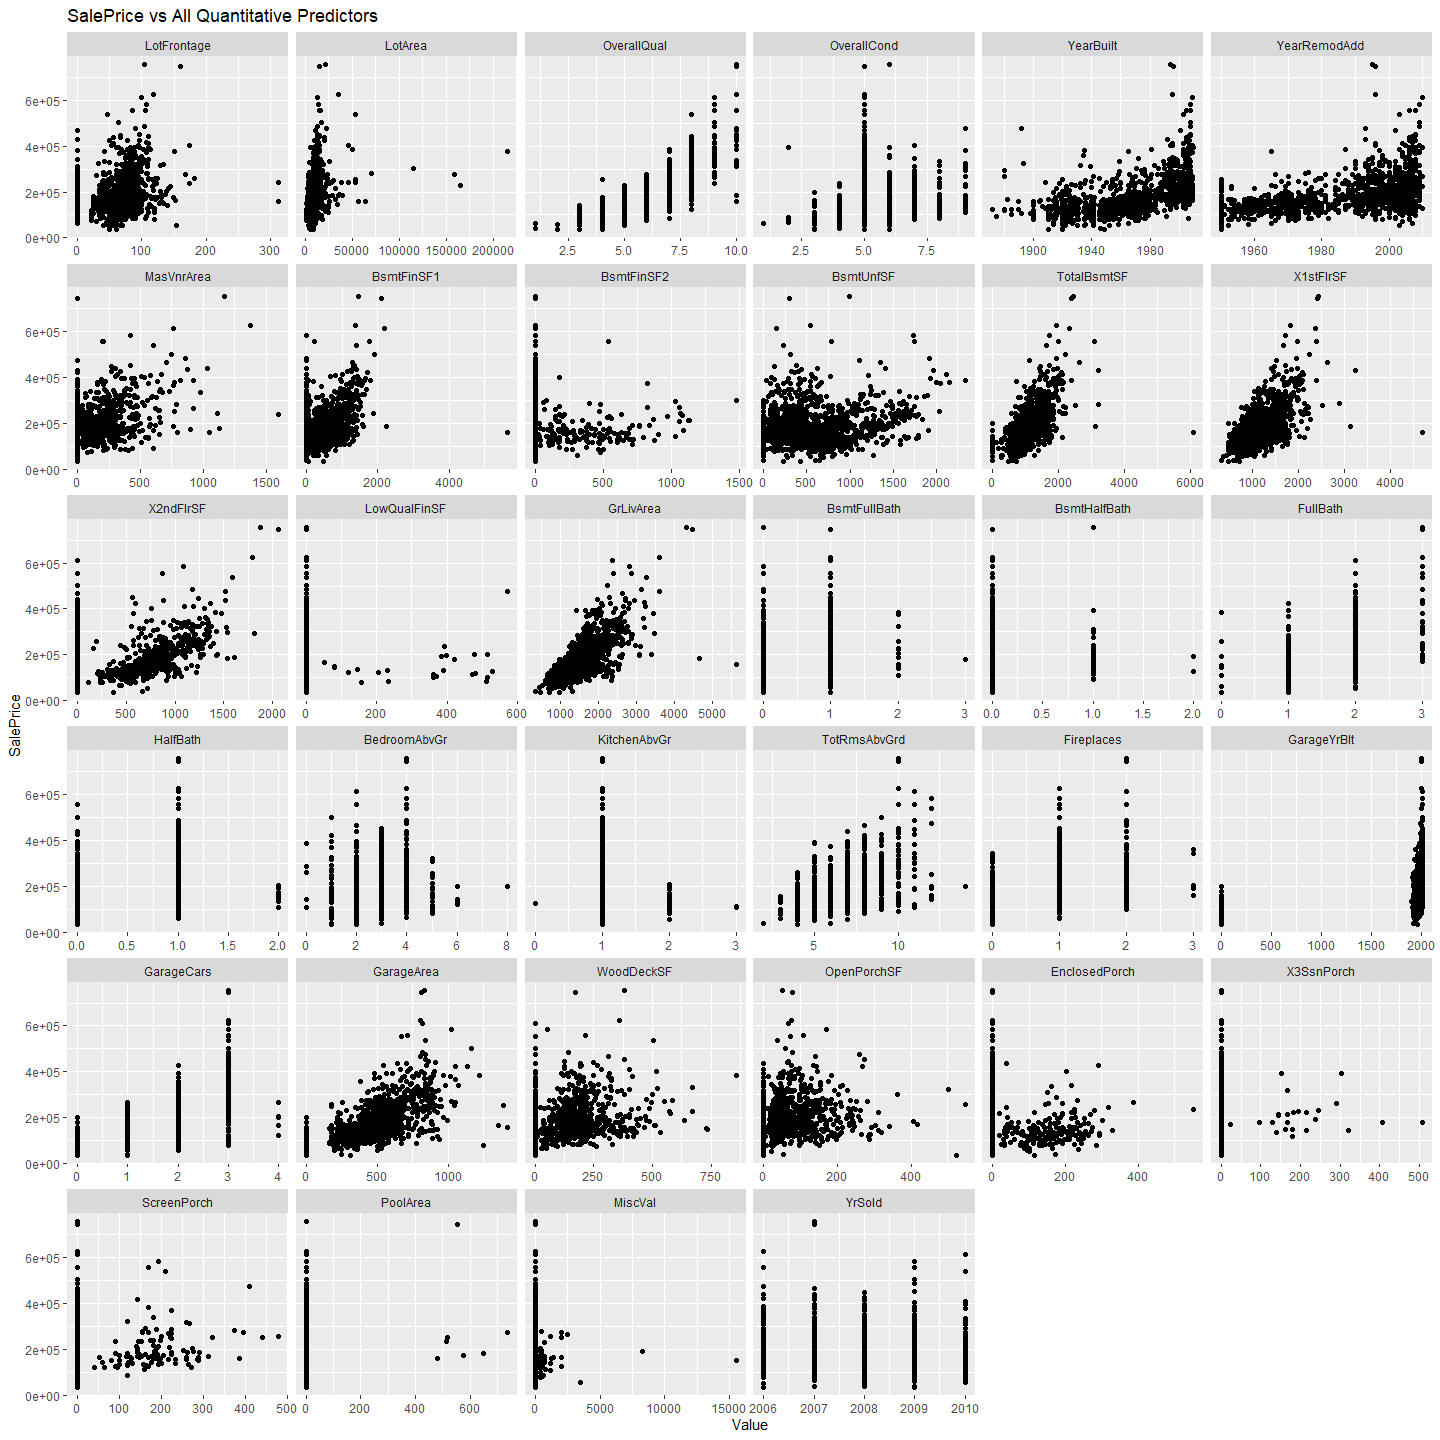 SalePrice vs All Quantitative Predictors
LotFrontage LotArea OverallQual OverallCond YearBuilt YearRemodAdd
6e+05
4e+05
2e+05
0e+00
0 100 200 300 0 50000 100000 150000 200000 2.5 5.0 7.5 10.0 2.5 5.0 7.5 1900 1940 1980 1960 1980 2000
MasVnrArea BsmtFinSF1 BsmtFinSF2 BsmtUnfSF TotalBsmtSF X1stFlrSF
6e+05
4e+05
2e+05
0e+00
0 500 1000 1500 0 2000 4000 0 500 1000 1500 0 500 1000 1500 2000 0 2000 4000 6000 1000 2000 3000 4000
X2ndFlrSF LowQualFinSF GrLivArea BsmtFullBath BsmtHalfBath FullBath
6e+05
4e+05
2e+05
0e+00
0 500 1000 1500 2000 0 200 400 600 1000 2000 3000 4000 5000 0 1 2 3 0.0 0.5 1.0 1.5 2.0 0 1 2 3
SalePrice
HalfBath BedroomAbvGr KitchenAbvGr TotRmsAbvGrd Fireplaces GarageYrBlt
6e+05
4e+05
2e+05
0e+00
0.0 0.5 1.0 1.5 2.0 0 2 4 6 8 0 1 2 3 5 10 0 1 2 3 0 500 1000 1500 2000
GarageCars GarageArea WoodDeckSF OpenPorchSF EnclosedPorch X3SsnPorch
6e+05
4e+05
2e+05
0e+00
0 1 2 3 4 0 500 1000 0 250 500 750 0 200 400 0 200 400 0 100 200 300 400 500
ScreenPorch PoolArea MiscVal YrSold
6e+05
4e+05
2e+05
0e+00
0 100 200 300 400 500 0 200 400 600 0 5000 10000 15000 2006 2007 2008 2009 2010
Value